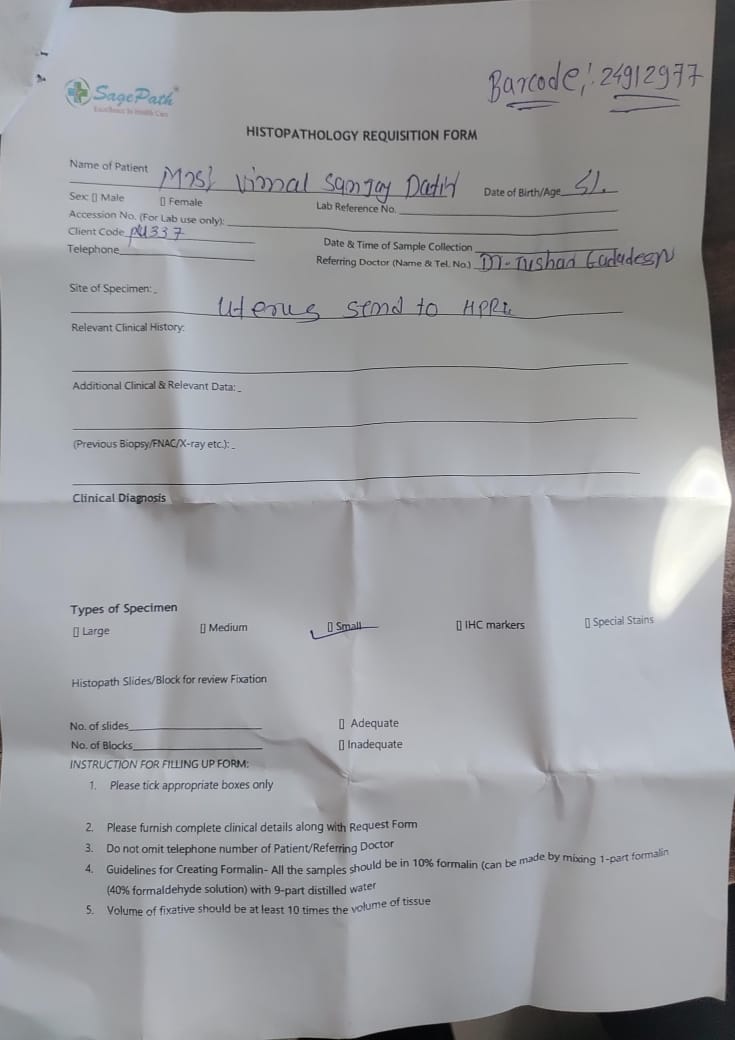 Barcode: 24912977
SagePath
Excellence In Health Care
HISTOPATHOLOGY REQUISITION FORM
Name of Patient Mrs. Vimal Sanjay Date of Birth/Age
Sex: [] Male [] Female Lab Reference No.
Accession No. (For Lab use only):
Client Code PU337 Date & Time of Sample Collection
Telephone Referring Doctor (Name & Tel. No.) Dr. Tushar
Site of Specimen:
Uterus send to
Relevant Clinical History:
Additional Clinical & Relevant Data:
(Previous Biopsy/FNAC/X-ray etc.):
Clinical Diagnosis
Types of Specimen
[] Large [] Medium [] Small [] IHC markers [] Special Stains
Histopath Slides/Block for review Fixation
No. of slides [] Adequate
No. of Blocks [] Inadequate
INSTRUCTION FOR FILLING UP FORM:
1. Please tick appropriate boxes only
2. Please furnish complete clinical details along with Request Form
3. Do not omit telephone number of Patient/Referring Doctor
4. Guidelines for Creating Formalin- All the samples should be in 10% formalin (can be made by mixing 1-part formalin
(40% formaldehyde solution) with 9-part distilled water
5. Volume of fixative should be at least 10 times the volume of tissue